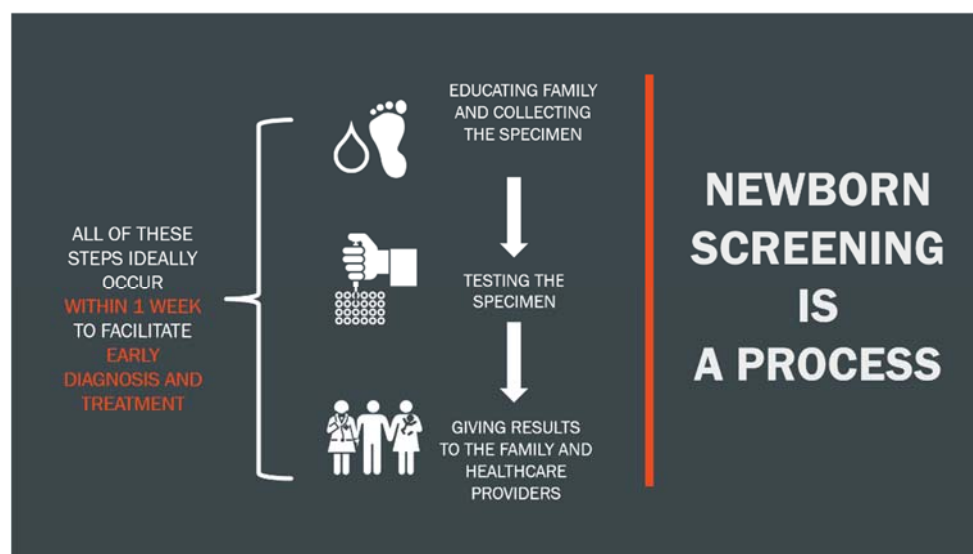 ALL OF THESE
STEPS IDEALLY
OCCUR
WITHIN 1 WEEK
TO FACILITATE
EARLY
DIAGNOSIS AND
TREATMENT
EDUCATING FAMILY
AND COLLECTING
THE SPECIMEN
TESTING THE
SPECIMEN
GIVING RESULTS
TO THE FAMILY AND
HEALTHCARE
PROVIDERS
NEWBORN
SCREENING
IS
A PROCESS